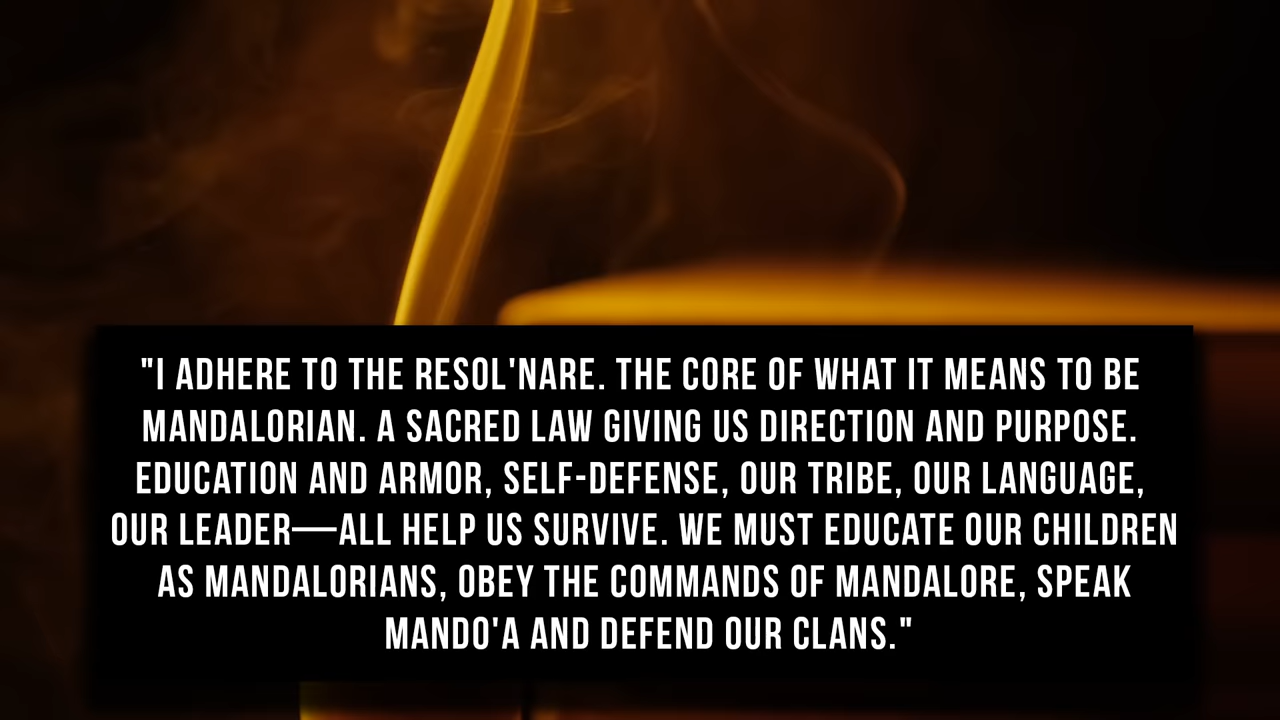 "I ADHERE TO THE RESOL'NARE. THE CORE OF WHAT IT MEANS TO BE
MANDALORIAN. A SACRED LAW GIVING US DIRECTION AND PURPOSE.
EDUCATION AND ARMOR, SELF-DEFENSE, OUR TRIBE, OUR LANGUAGE,
OUR LEADER—ALL HELP US SURVIVE. WE MUST EDUCATE OUR CHILDREN
AS MANDALORIANS, OBEY THE COMMANDS OF MANDALORE, SPEAK
MANDO'A AND DEFEND OUR CLANS."